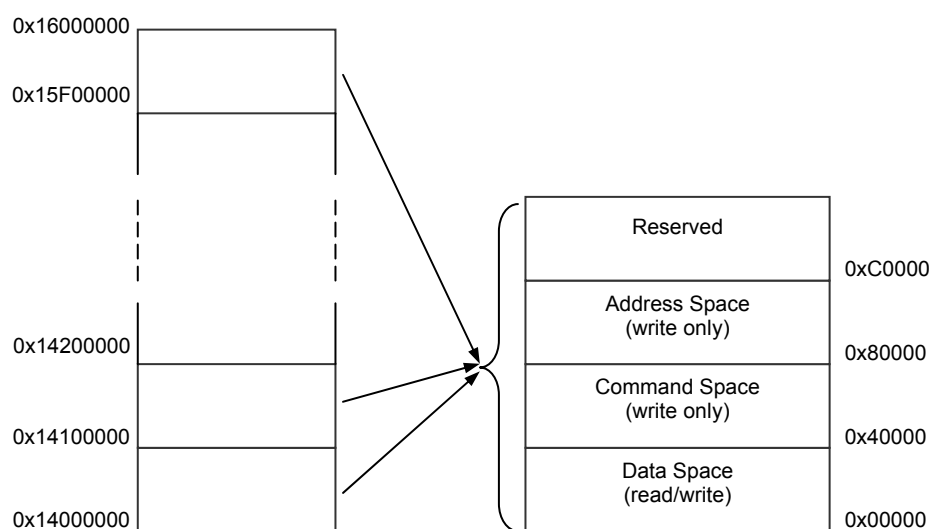 0x16000000
0x15F00000
0x14200000
0x14100000
0x14000000
Reserved
0xC0000
Address Space
(write only)
0x80000
Command Space
(write only)
0x40000
Data Space
(read/write)
0x00000